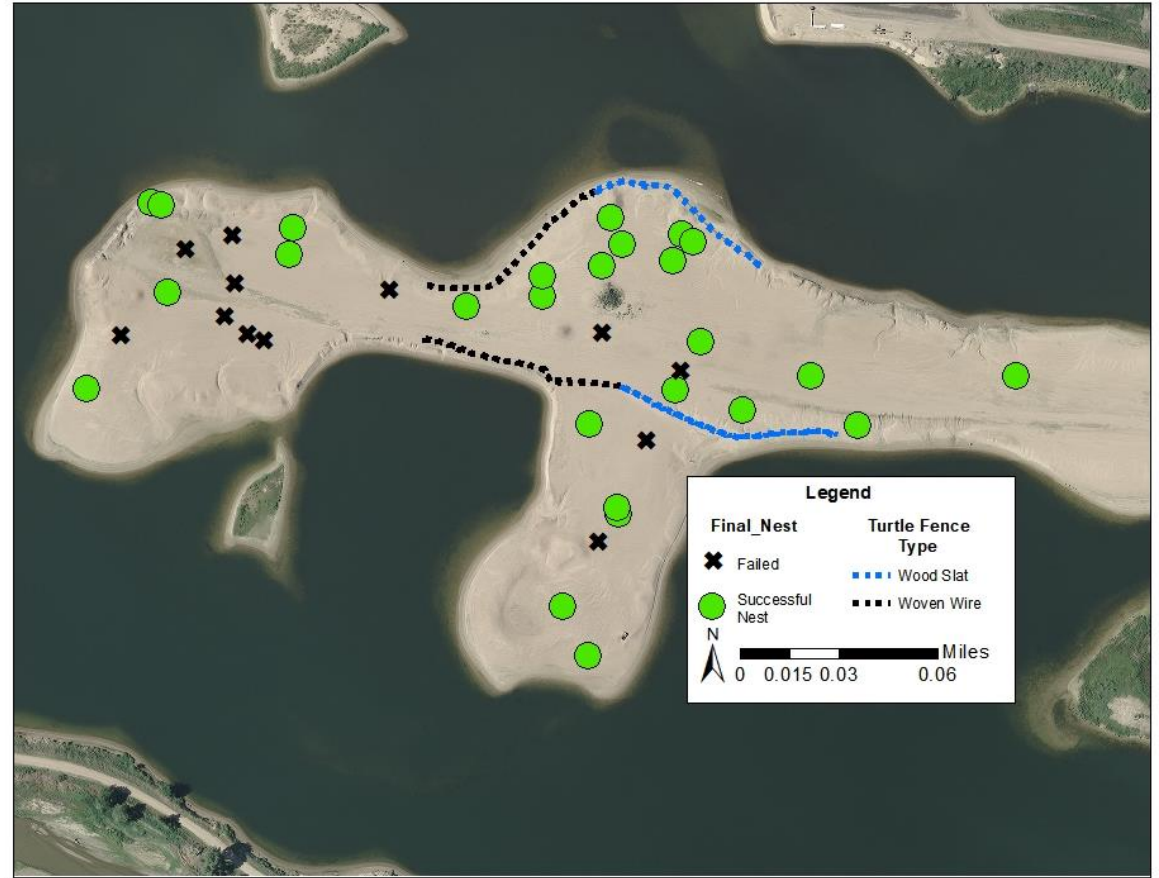 Legend
Final_Nest
Failed
Successful
Nest
Turtle Fence
Type
Wood Slat
Woven Wire
N
Miles
0 0.015 0.03 0.06